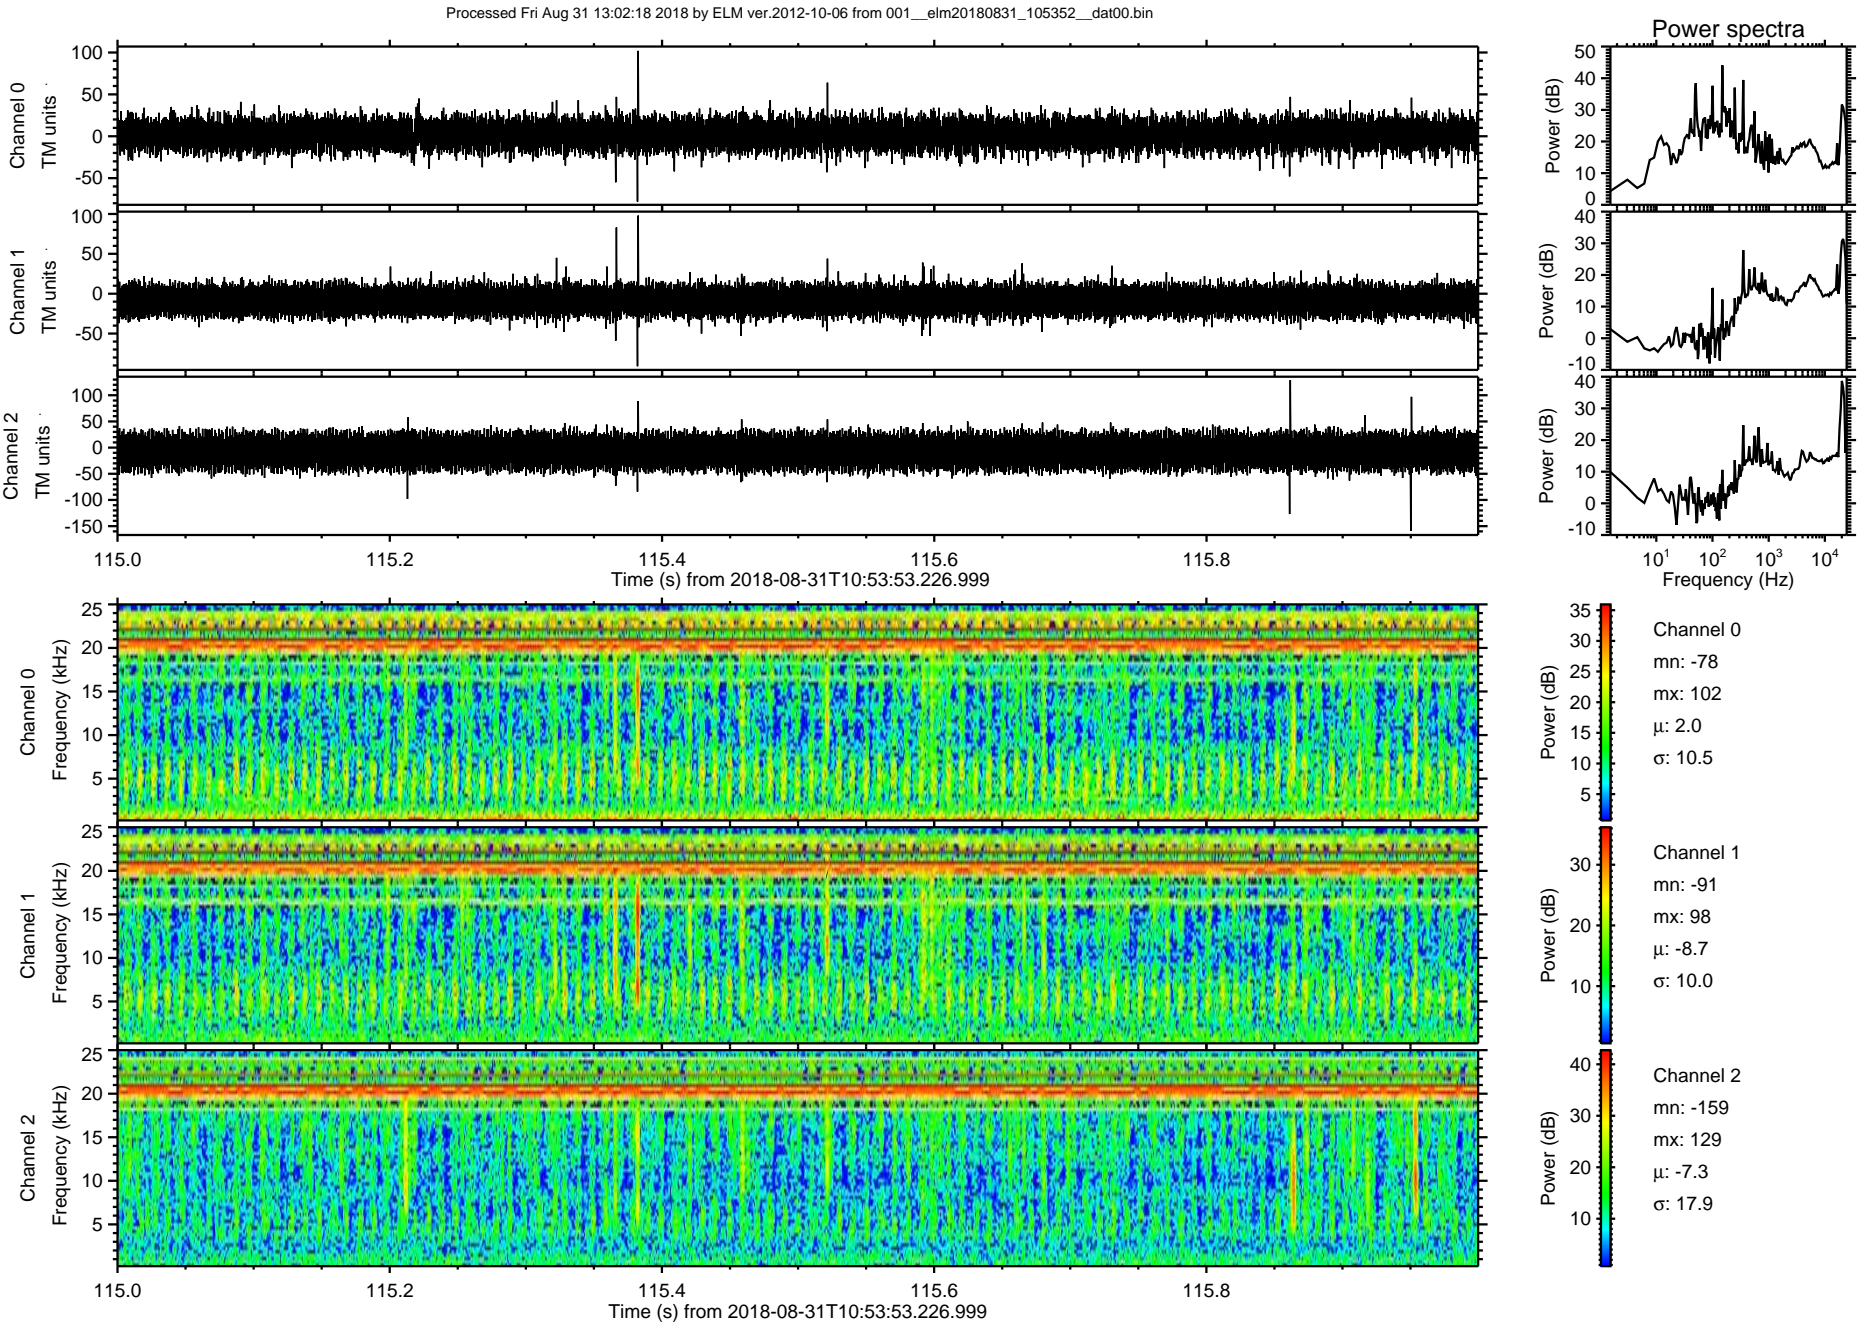 Processed Fri Aug 31 13:02:18 2018 by ELM ver.2012-10-06 from 001__elm20180831_105352__dat00.bin
Power spectra
Channel 0
TM units
100
50
0
-50
Power (dB)
50
40
30
20
10
0
Channel 1
TM units
100
50
0
-50
Power (dB)
40
30
20
10
0
-10
Channel 2
TM units
100
50
0
-50
-100
-150
Power (dB)
40
30
20
10
0
-10
115.0 115.2 115.4 115.6 115.8
Time (s) from 2018-08-31T10:53:53.226.999
10^1 10^2 10^3 10^4
Frequency (Hz)
Channel 0
Frequency (kHz)
25
20
15
10
5
Power (dB)
35
30
25
20
15
10
5
Channel 0
mn: -78
mx: 102
µ: 2.0
σ: 10.5
Channel 1
Frequency (kHz)
25
20
15
10
5
Power (dB)
30
20
10
Channel 1
mn: -91
mx: 98
µ: -8.7
σ: 10.0
Channel 2
Frequency (kHz)
25
20
15
10
5
Power (dB)
40
30
20
10
Channel 2
mn: -159
mx: 129
µ: -7.3
σ: 17.9
115.0 115.2 115.4 115.6 115.8
Time (s) from 2018-08-31T10:53:53.226.999